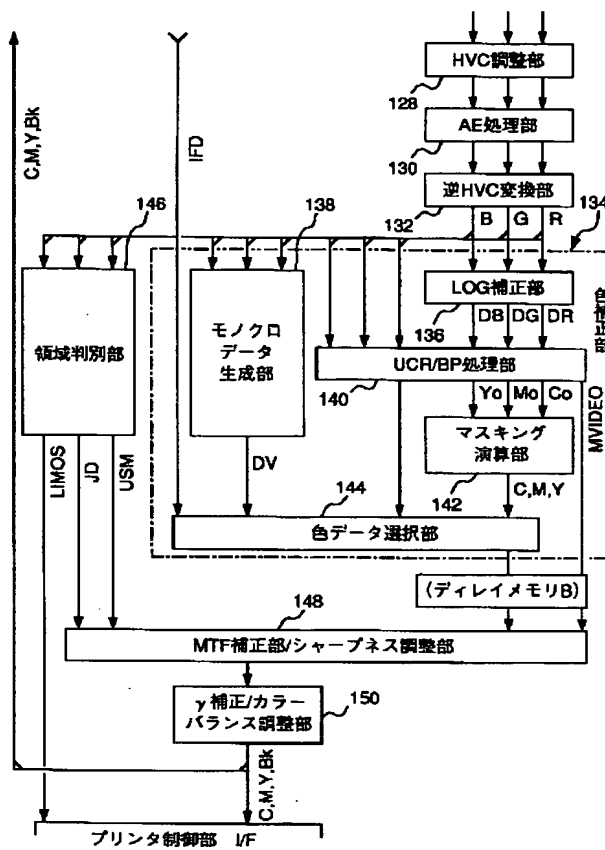 HVC調整部
128
AE処理部
130
逆HVC変換部
132
B G R
134
C,M,Y,Bk
IFD
146
138
領域判別部
モノクロ
データ
生成部
LOG補正部
136
DB DG DR
UCR/BP処理部
140
Yo Mo Co
マスキング
演算部
142
C,M,Y
色補正部
MVIDEO
LIMOS
JD
USM
DV
144
色データ選択部
(ディレイメモリB)
148
MTF補正部/シャープネス調整部
γ補正/カラー
バランス調整部
150
C,M,Y,Bk
プリンタ制御部 I/F